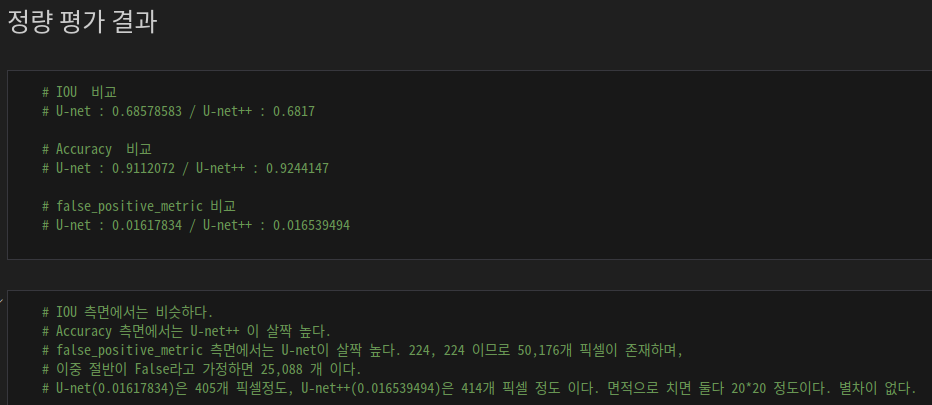 정량 평가 결과
# IOU  비교
# U-net : 0.68578583 / U-net++ : 0.6817
# Accuracy  비교
# U-net : 0.9112072 / U-net++ : 0.9244147
# false_positive_metric 비교
# U-net : 0.01617834 / U-net++ : 0.016539494
# IOU 측면에서는 비슷하다.
# Accuracy 측면에서는 U-net++ 이 살짝 높다.
# false_positive_metric 측면에서는 U-net이 살짝 높다. 224, 224 이므로 50,176개 픽셀이 존재하며,
# 이중 절반이 False라고 가정하면 25,088 개 이다.
# U-net(0.01617834)은 405개 픽셀정도, U-net++(0.016539494)은 414개 픽셀 정도 이다. 면적으로 치면 둘다 20*20 정도이다. 별차이 없다.